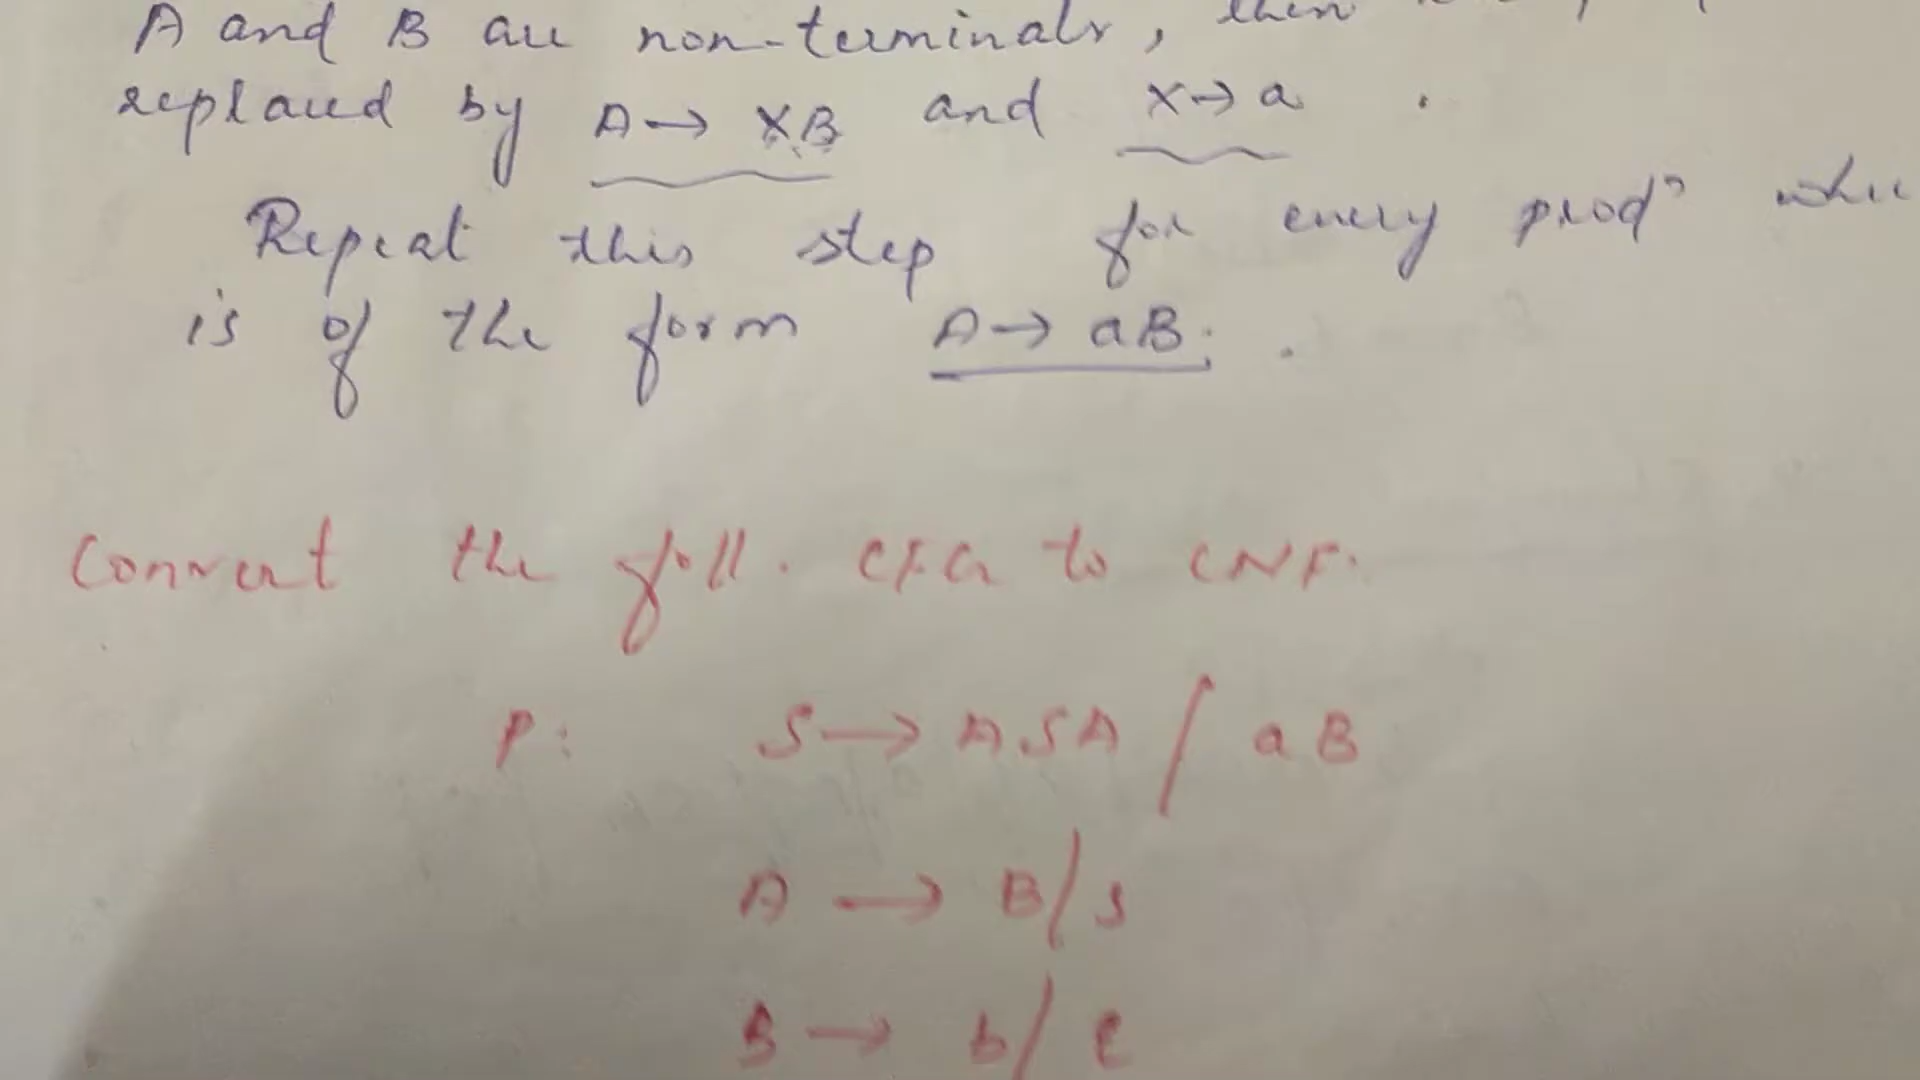 A and B are non-terminals, then
replaced by A → XB and X → a .
Repeat this step for every prodⁿ
is of the form A → aB. .
Convert the foll. CFG to CNF.
P: S → ASA / aB
A → B/S
B → b/ε